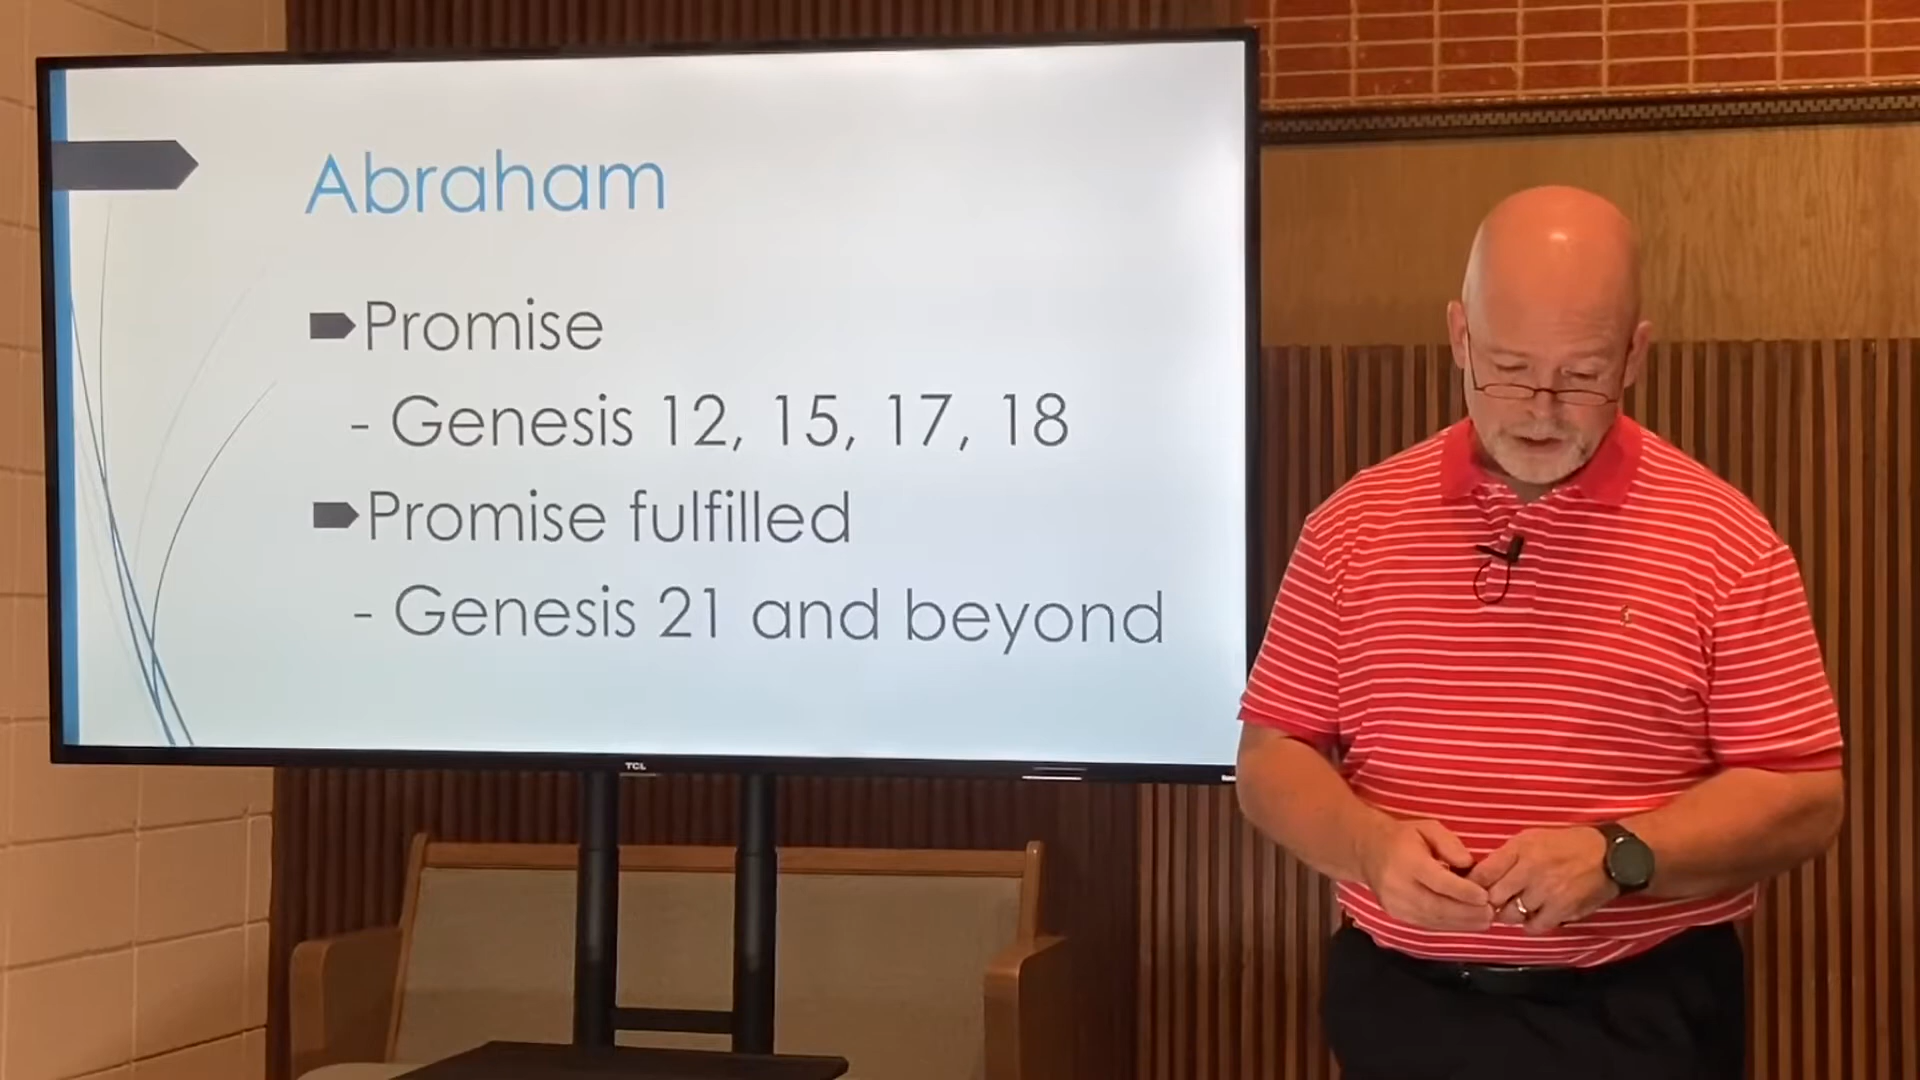 Abraham
Promise
- Genesis 12, 15, 17, 18
Promise fulfilled
- Genesis 21 and beyond
TCL